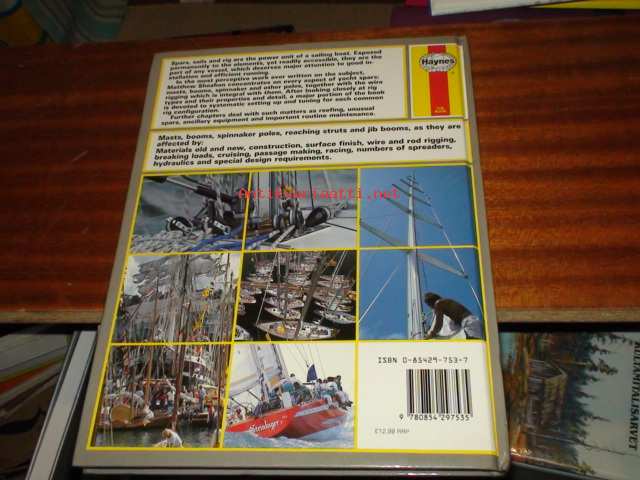 Spars, sails and rig are the power unit of a sailing boat. Exposed
permanently to the elements, yet readily accessible, they are the
part of any vessel, which deserves major attention to good in-
stallation and efficient running.
In the most perceptive work ever written on the subject,
Matthew Sheahan concentrates on every aspect of yacht spars:
masts, booms, spinnaker and other poles, together with the wire
rigging which is integral with them. After looking closely at rig
types and their properties and detail, a major portion of the book
is devoted to systematic setting up and tuning for each common
rig configuration.
Further chapters deal with such matters as reefing, unusual
spars, ancillary equipment and important routine maintenance.
Haynes
Masts, booms, spinnaker poles, reaching struts and jib booms, as they are
affected by:
Materials old and new, construction, surface finish, wire and rod rigging,
breaking loads, cruising, passage making, racing, numbers of spreaders,
hydraulics and special design requirements.
Antikvariaatti.net
ISBN 0-85429-753-7
9 780854 297535
£12.99 RRP